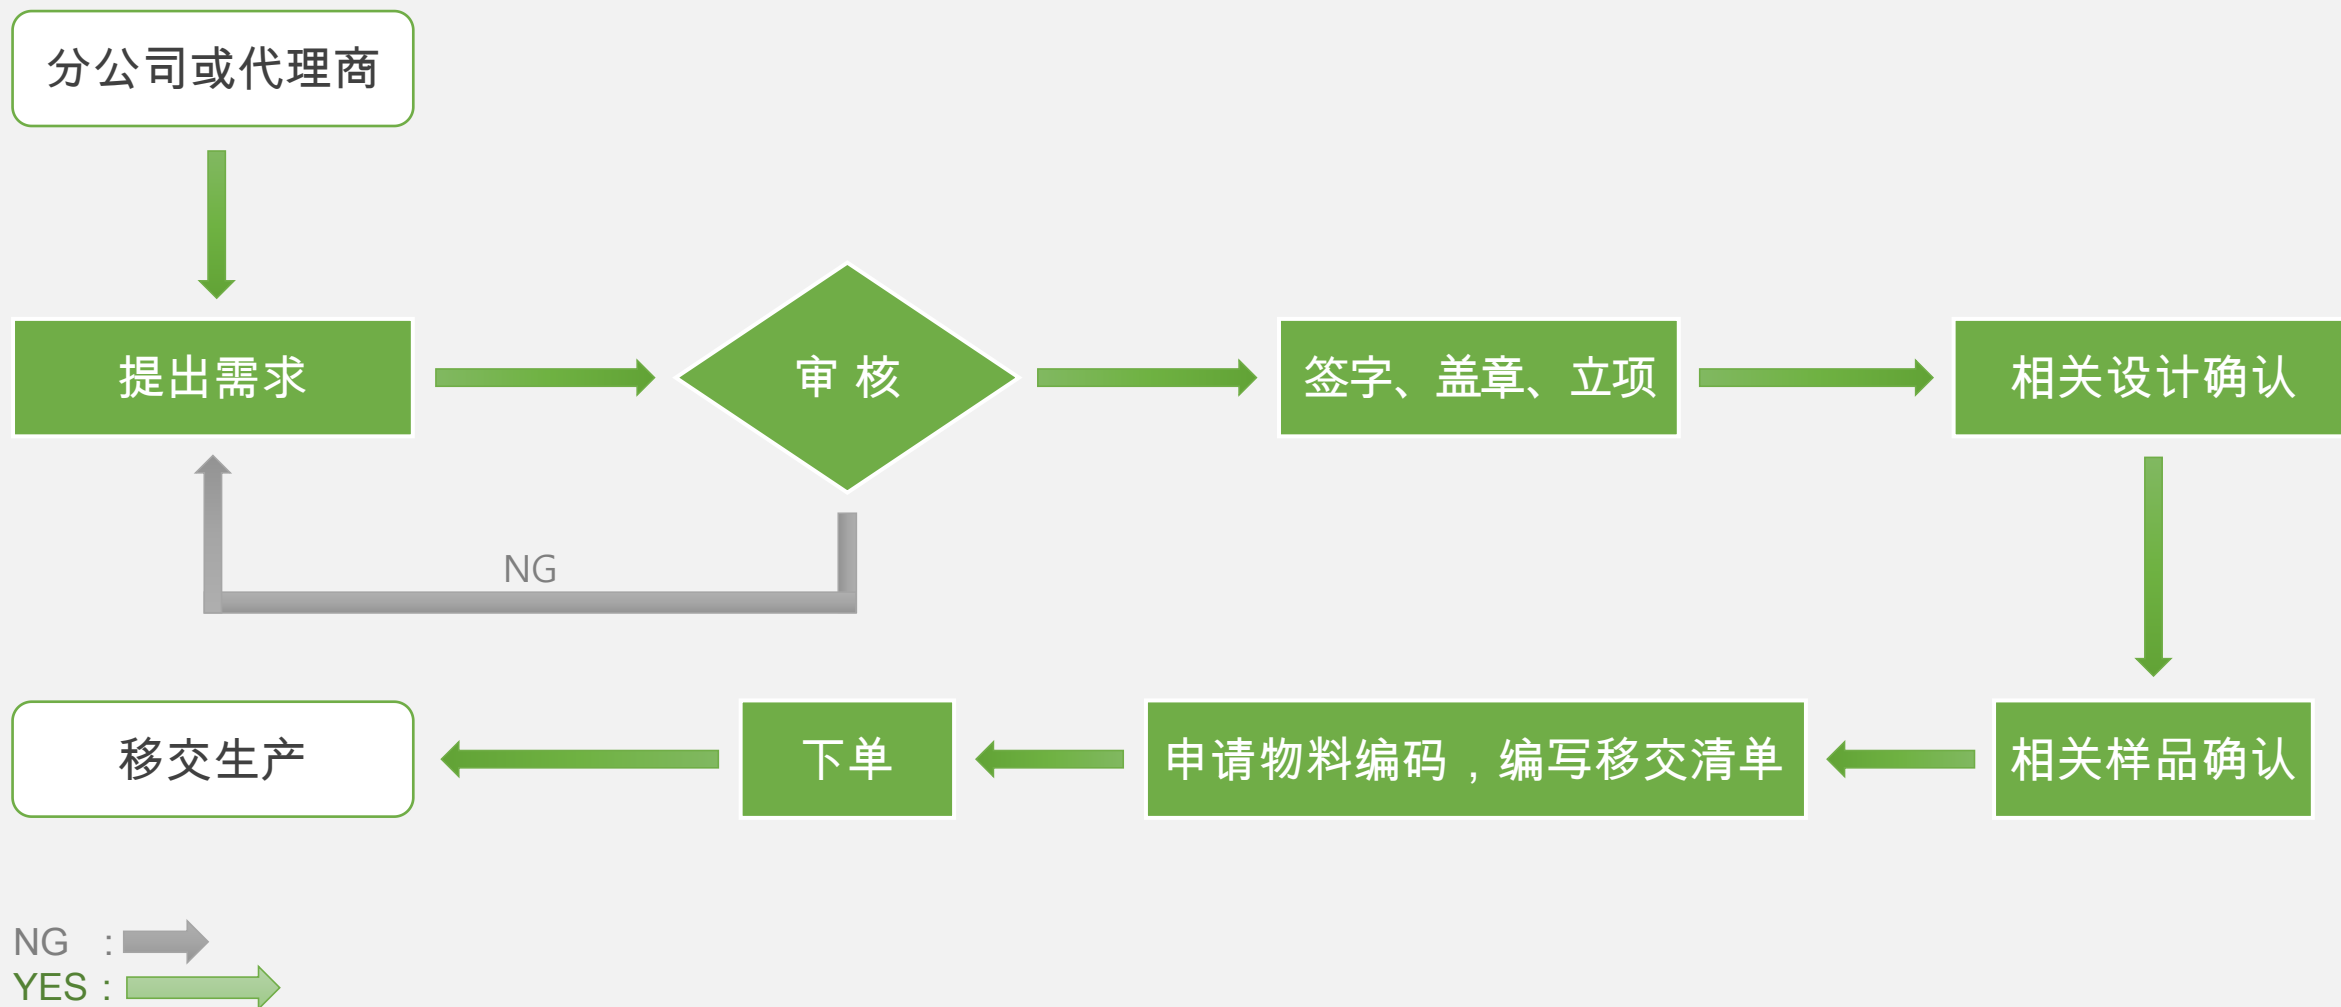 分公司或代理商
提出需求
审 核
签字、盖章、立项
相关设计确认
NG
移交生产
下单
申请物料编码，编写移交清单
相关样品确认
NG :
YES :